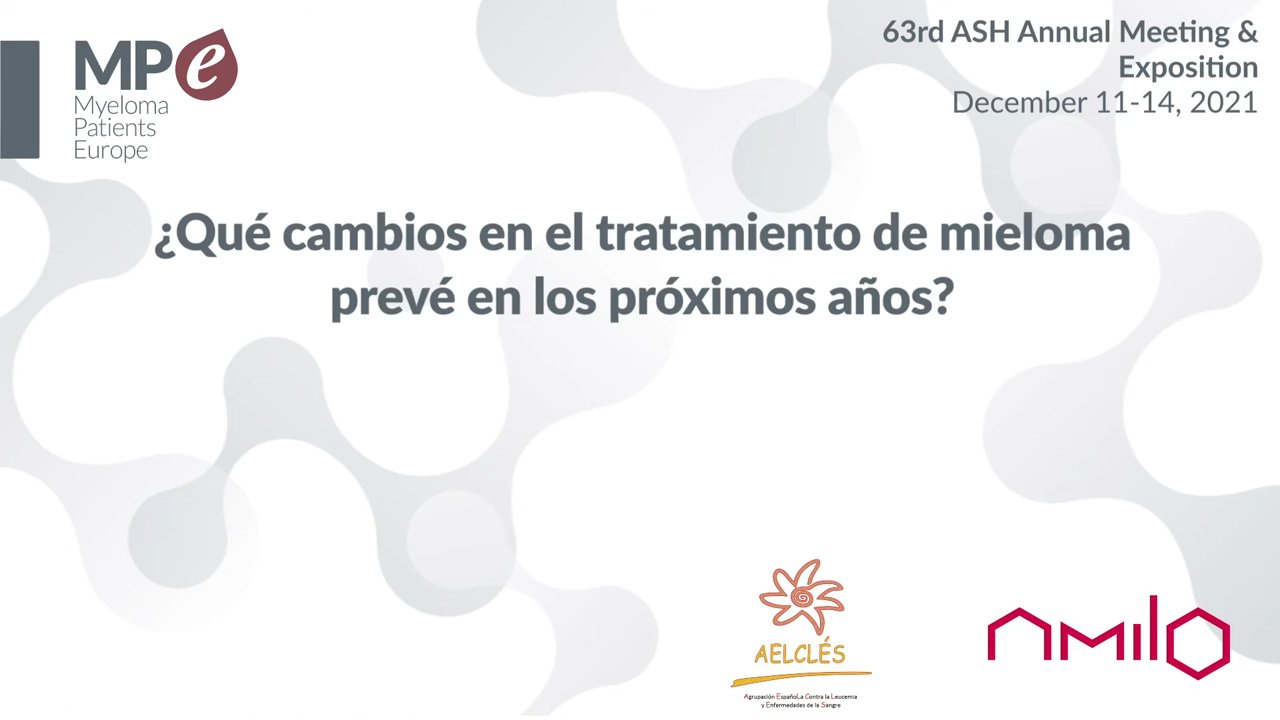 MPe
Myeloma
Patients
Europe
63rd ASH Annual Meeting &
Exposition
December 11-14, 2021
¿Qué cambios en el tratamiento de mieloma
prevé en los próximos años?
AELCLÉS
Agrupación EspañoLa Contra la Leucemia
y Enfermedades de la Sangre
AMILO